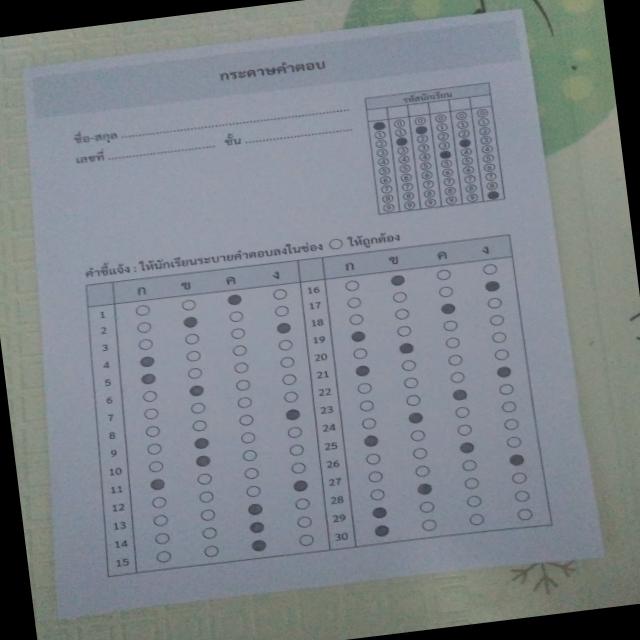 กระดาษคำตอบ
รหัสนักเรียน
ชื่อ-สกุล
เลขที่ ชั้น
คำชี้แจ้ง : ให้นักเรียนระบายคำตอบลงในช่อง ให้ถูกต้อง
ก ข ค ง ก ข ค ง
1 16
2 17
3 18
4 19
5 20
6 21
7 22
8 23
9 24
10 25
11 26
12 27
13 28
14 29
15 30